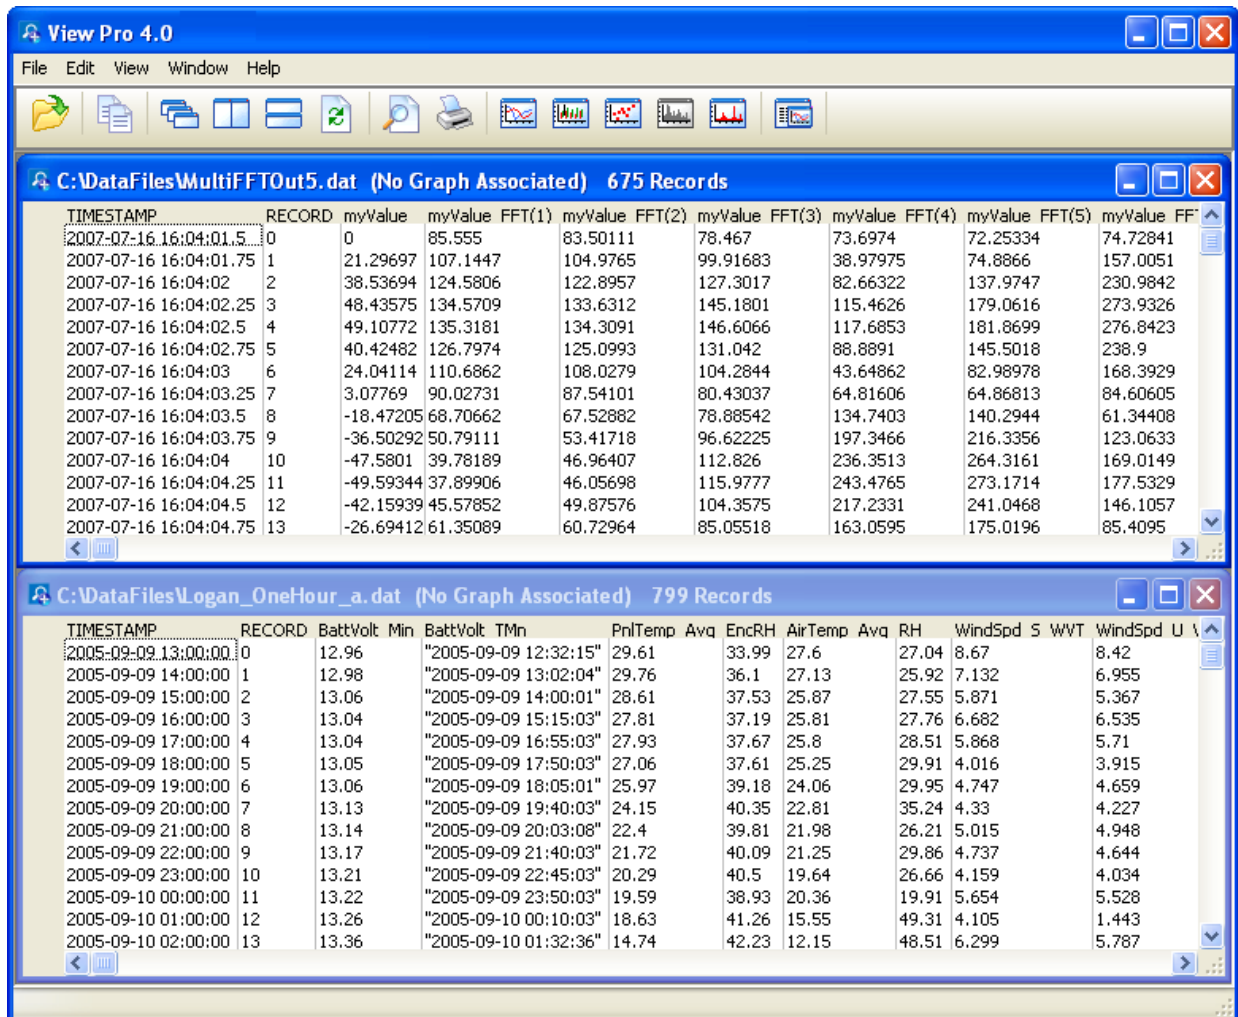 View Pro 4.0
File Edit View Window Help
C:\DataFiles\MultiFFTOut5.dat (No Graph Associated) 675 Records
TIMESTAMP RECORD myValue myValue_FFT(1) myValue_FFT(2) myValue_FFT(3) myValue_FFT(4) myValue_FFT(5) myValue_FF
2007-07-16 16:04:01.5 0 0 85.555 83.50111 78.467 73.6974 72.25334 74.72841
2007-07-16 16:04:01.75 1 21.29697 107.1447 104.9765 99.91683 38.97975 74.8866 157.0051
2007-07-16 16:04:02 2 38.53694 124.5806 122.8957 127.3017 82.66322 137.9747 230.9842
2007-07-16 16:04:02.25 3 48.43575 134.5709 133.6312 145.1801 115.4626 179.0616 273.9326
2007-07-16 16:04:02.5 4 49.10772 135.3181 134.3091 146.6066 117.6853 181.8699 276.8423
2007-07-16 16:04:02.75 5 40.42482 126.7974 125.0993 131.042 88.8891 145.5018 238.9
2007-07-16 16:04:03 6 24.04114 110.6862 108.0279 104.2844 43.64862 82.98978 168.3929
2007-07-16 16:04:03.25 7 3.07769 90.02731 87.54101 80.43037 64.81606 64.86813 84.60605
2007-07-16 16:04:03.5 8 -18.47205 68.70662 67.52882 78.88542 134.7403 140.2944 61.34408
2007-07-16 16:04:03.75 9 -36.50292 50.79111 53.41718 96.62225 197.3466 216.3356 123.0633
2007-07-16 16:04:04 10 -47.5801 39.78189 46.96407 112.826 236.3513 264.3161 169.0149
2007-07-16 16:04:04.25 11 -49.59344 37.89906 46.05698 115.9777 243.4765 273.1714 177.5329
2007-07-16 16:04:04.5 12 -42.15939 45.57852 49.87576 104.3575 217.2331 241.0468 146.1057
2007-07-16 16:04:04.75 13 -26.69412 61.35089 60.72964 85.05518 163.0595 175.0196 85.4095
C:\DataFiles\Logan_OneHour_a.dat (No Graph Associated) 799 Records
TIMESTAMP RECORD BattVolt_Min BattVolt_TMn PnlTemp_Avg EncRH AirTemp_Avg RH WindSpd_S_WVT WindSpd_U_
2005-09-09 13:00:00 0 12.96 "2005-09-09 12:32:15" 29.61 33.99 27.6 27.04 8.67 8.42
2005-09-09 14:00:00 1 12.98 "2005-09-09 13:02:04" 29.76 36.1 27.13 25.92 7.132 6.955
2005-09-09 15:00:00 2 13.06 "2005-09-09 14:00:01" 28.61 37.53 25.87 27.55 5.871 5.367
2005-09-09 16:00:00 3 13.04 "2005-09-09 15:15:03" 27.81 37.19 25.81 27.76 6.682 6.535
2005-09-09 17:00:00 4 13.04 "2005-09-09 16:55:03" 27.93 37.67 25.8 28.51 5.868 5.71
2005-09-09 18:00:00 5 13.05 "2005-09-09 17:50:03" 27.06 37.61 25.25 29.91 4.016 3.915
2005-09-09 19:00:00 6 13.06 "2005-09-09 18:05:01" 25.97 39.18 24.06 29.95 4.747 4.659
2005-09-09 20:00:00 7 13.13 "2005-09-09 19:40:03" 24.15 40.35 22.81 35.24 4.33 4.227
2005-09-09 21:00:00 8 13.14 "2005-09-09 20:03:08" 22.4 39.81 21.98 26.21 5.015 4.948
2005-09-09 22:00:00 9 13.17 "2005-09-09 21:40:03" 21.72 40.09 21.25 29.86 4.737 4.644
2005-09-09 23:00:00 10 13.21 "2005-09-09 22:45:03" 20.29 40.5 19.64 26.66 4.159 4.034
2005-09-10 00:00:00 11 13.22 "2005-09-09 23:50:03" 19.59 38.93 20.36 19.91 5.654 5.528
2005-09-10 01:00:00 12 13.26 "2005-09-10 00:10:03" 18.63 41.26 15.55 49.31 4.105 1.443
2005-09-10 02:00:00 13 13.36 "2005-09-10 01:32:36" 14.74 42.23 12.15 48.51 6.299 5.787